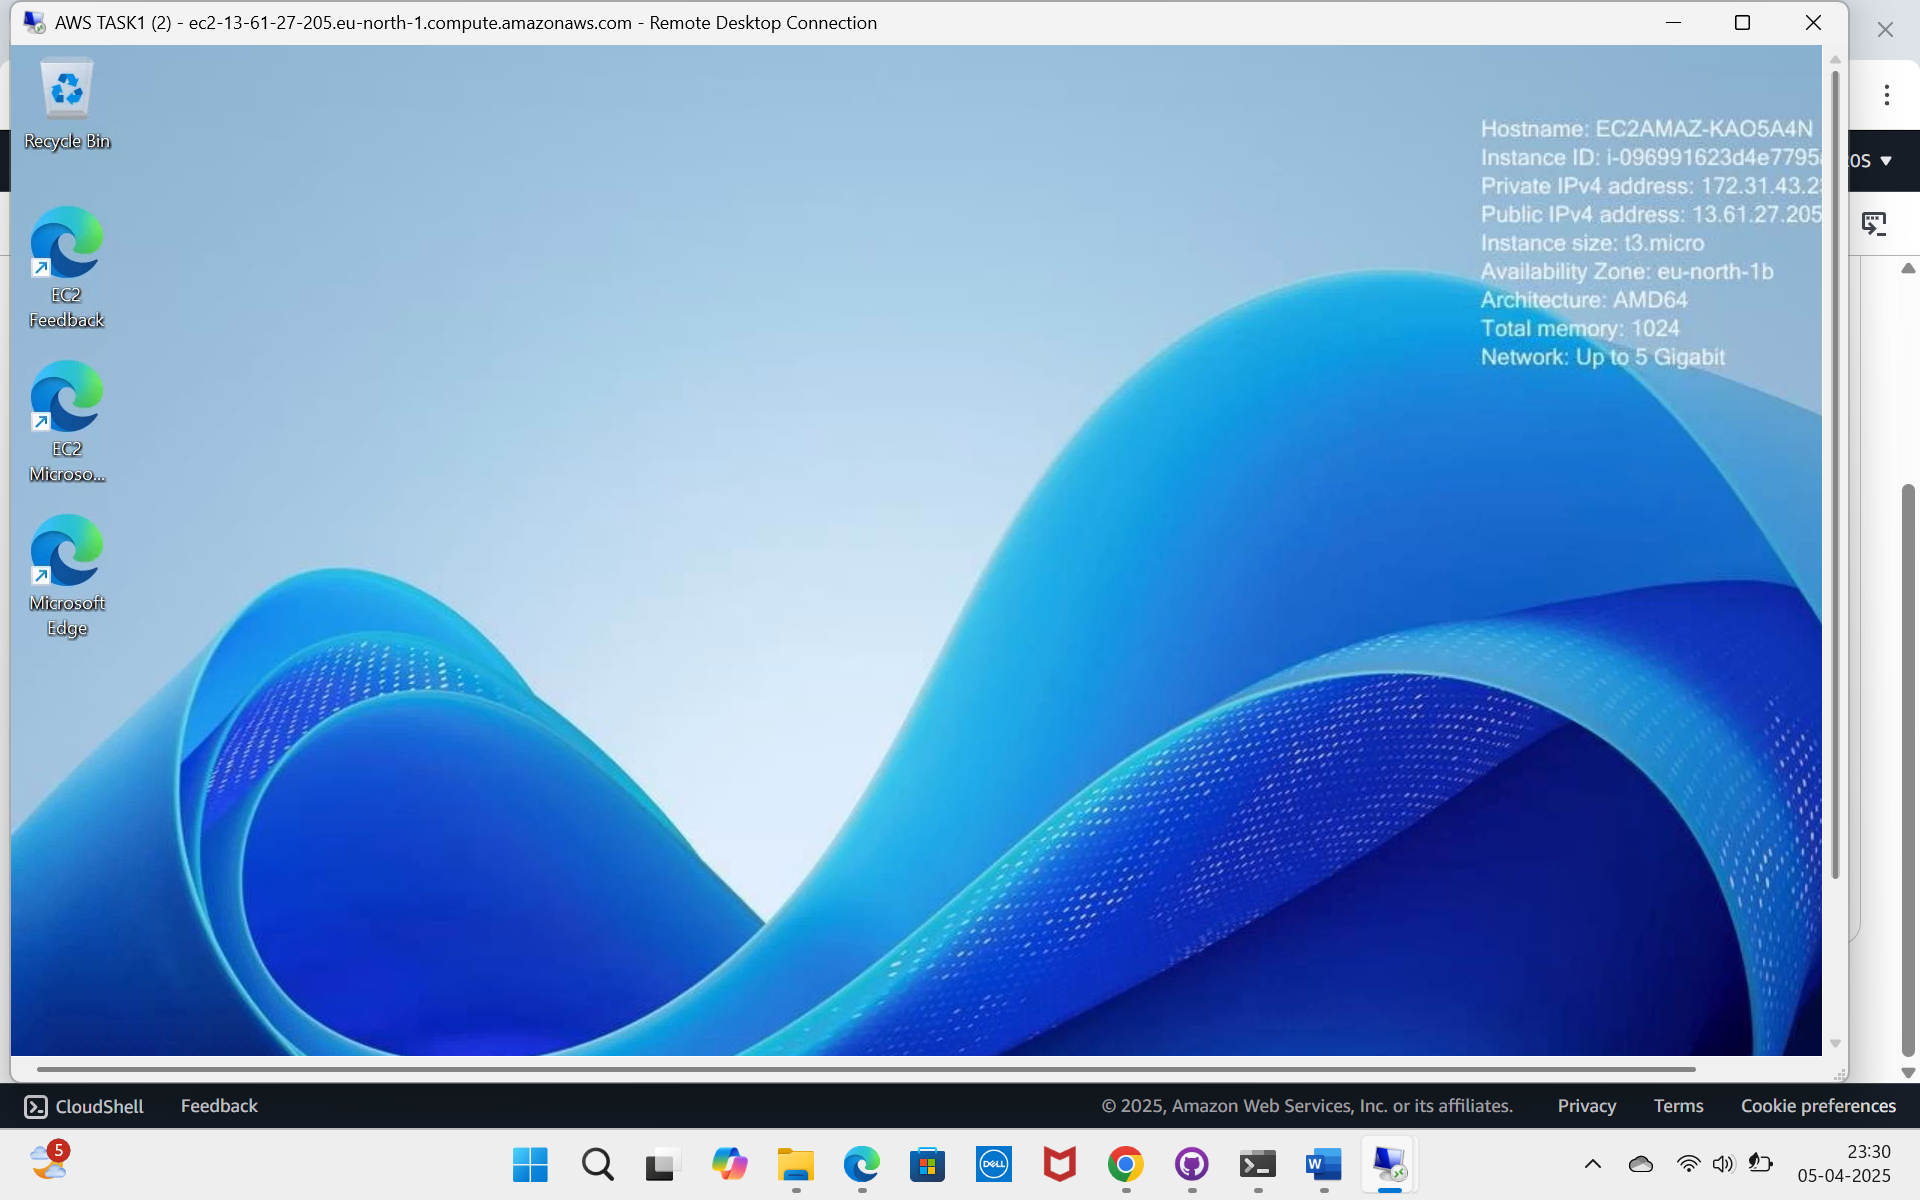 AWS TASK1 (2) - ec2-13-61-27-205.eu-north-1.compute.amazonaws.com - Remote Desktop Connection
Recycle Bin
EC2
Feedback
EC2
Microso...
Microsoft
Edge
Hostname: EC2AMAZ-KAO5A4N
Instance ID: i-096991623d4e7795
Private IPv4 address: 172.31.43.2
Public IPv4 address: 13.61.27.205
Instance size: t3.micro
Availability Zone: eu-north-1b
Architecture: AMD64
Total memory: 1024
Network: Up to 5 Gigabit
os
CloudShell
Feedback
© 2025, Amazon Web Services, Inc. or its affiliates.
Privacy
Terms
Cookie preferences
5
DELL
W
23:30
05-04-2025